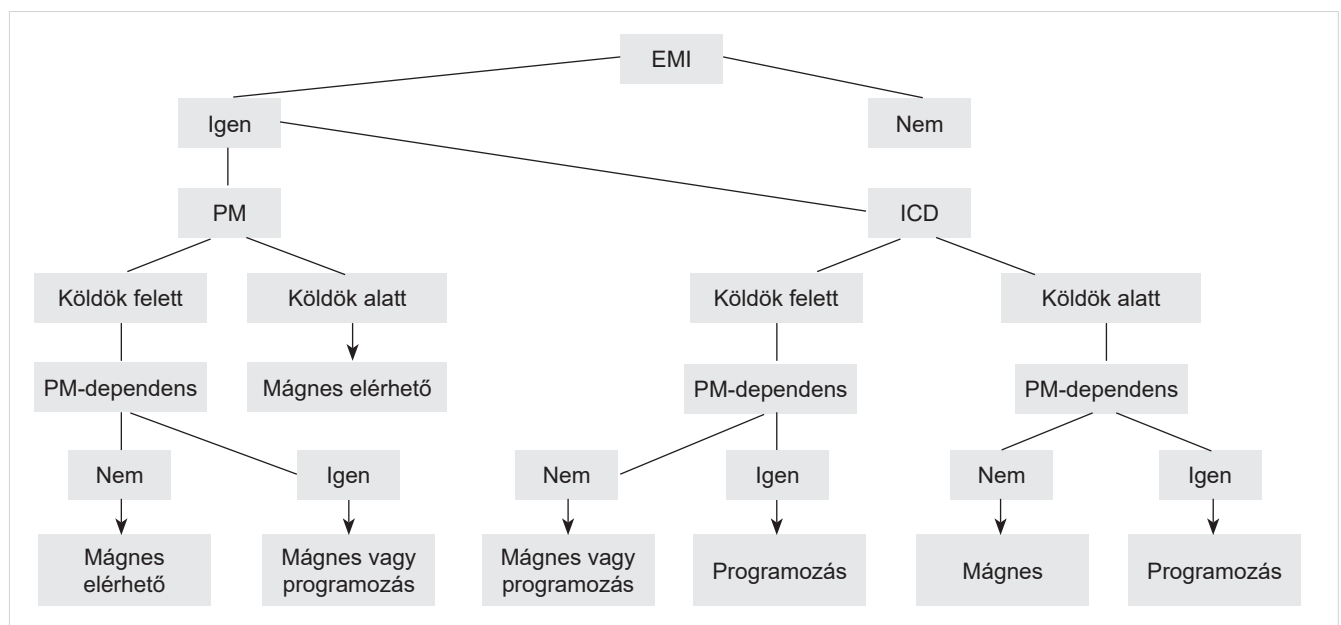 EMI
Igen
Nem
PM
ICD
Köldök felett
Köldök alatt
Köldök felett
Köldök alatt
PM-dependens
Mágnes elérhető
PM-dependens
PM-dependens
Nem
Igen
Nem
Igen
Nem
Igen
Mágnes
elérhető
Mágnes vagy
programozás
Mágnes vagy
programozás
Programozás
Mágnes
Programozás